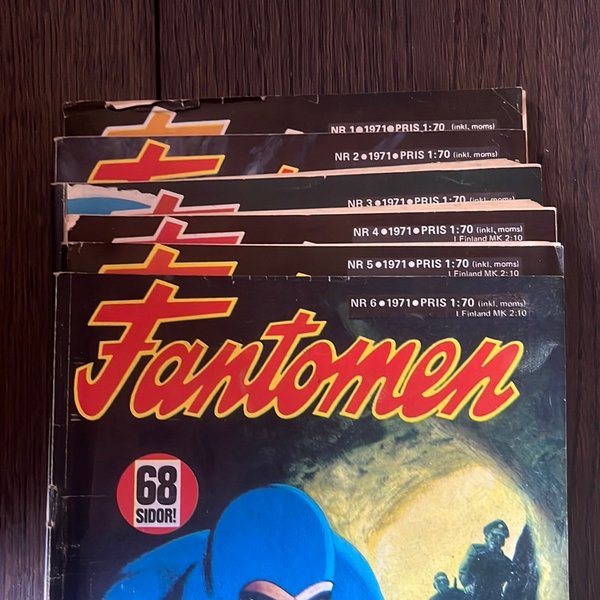 NR 1 ● 1971 ● PRIS 1:70 (inkl. moms)
NR 2 ● 1971 ● PRIS 1:70 (inkl. moms)
NR 3 ● 1971 ● PRIS 1:70 (inkl. moms)
NR 4 ● 1971 ● PRIS 1:70 (inkl. moms)
I Finland MK 2:10
NR 5 ● 1971 ● PRIS 1:70 (inkl. moms)
I Finland MK 2:10
NR 6 ● 1971 ● PRIS 1:70 (inkl. moms)
I Finland MK 2:10
Fantomen
68
SIDOR!